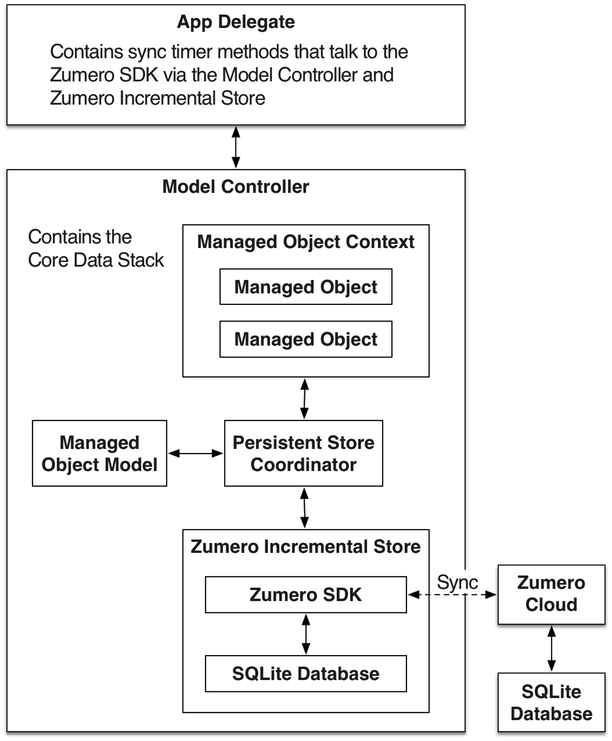 App Delegate
Contains sync timer methods that talk to the
Zumero SDK via the Model Controller and
Zumero Incremental Store
Model Controller
Contains the
Core Data Stack
Managed Object Context
Managed Object
Managed Object
Managed
Object Model
Persistent Store
Coordinator
Zumero Incremental Store
Zumero SDK
SQLite Database
Sync
Zumero
Cloud
SQLite
Database